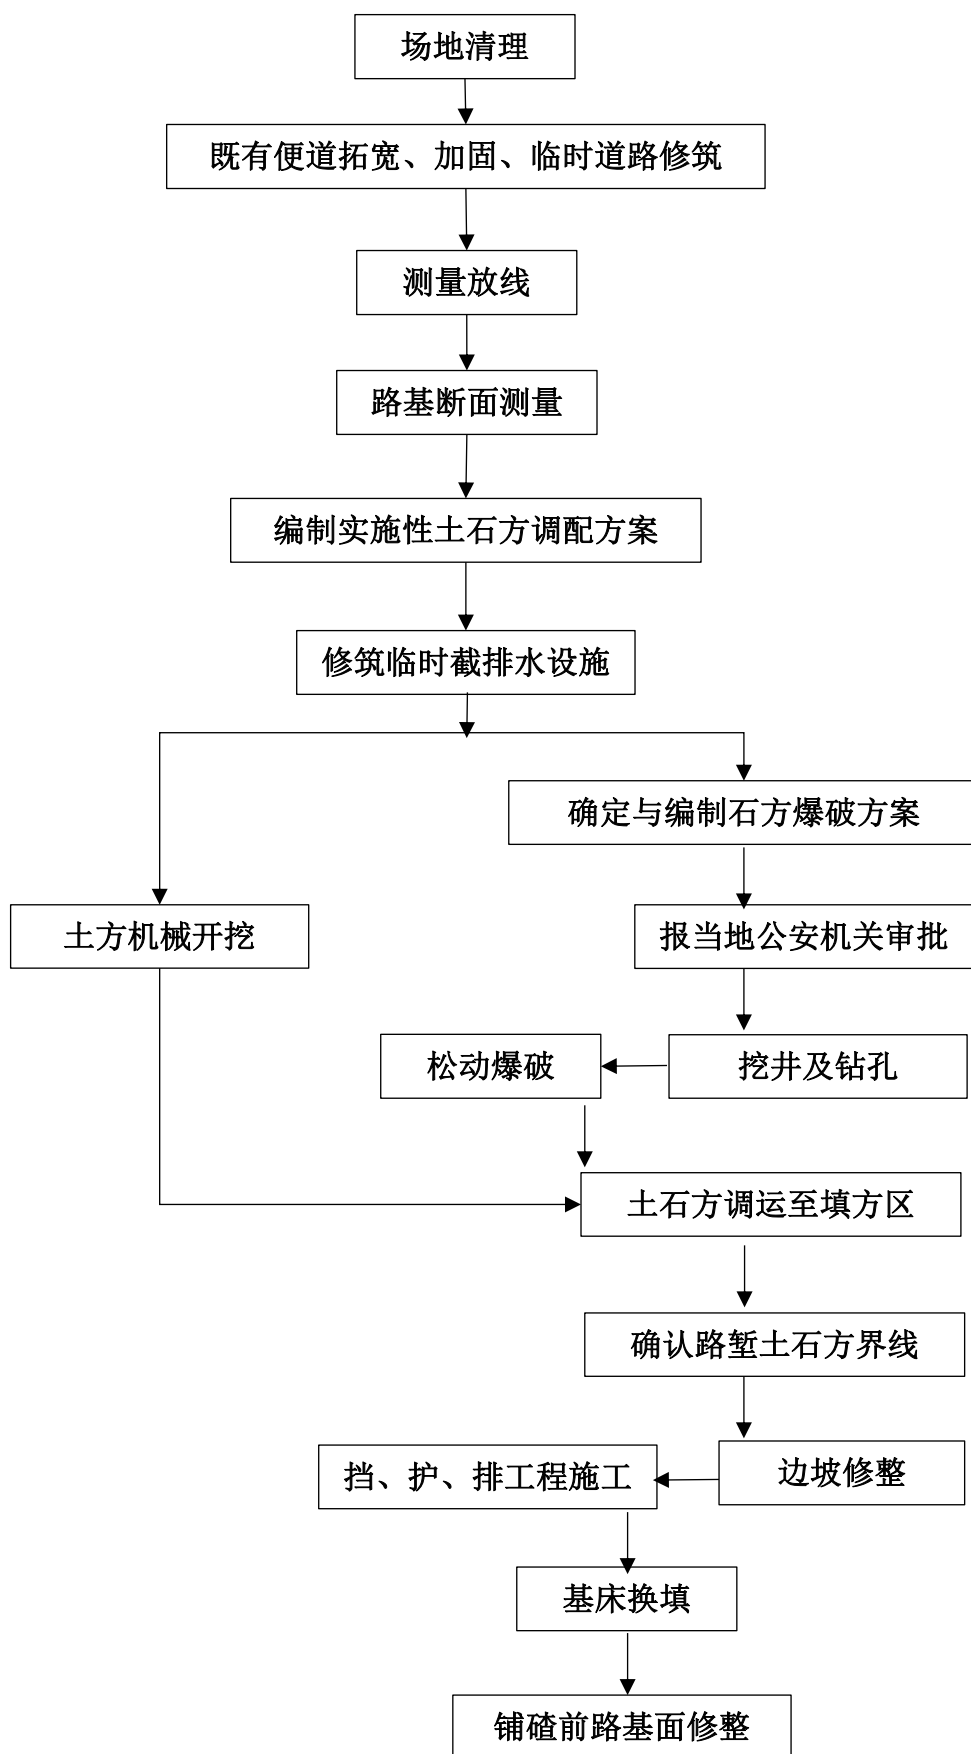 场地清理
既有便道拓宽、加固、临时道路修筑
测量放线
路基断面测量
编制实施性土石方调配方案
修筑临时截排水设施
确定与编制石方爆破方案
土方机械开挖
报当地公安机关审批
松动爆破
挖井及钻孔
土石方调运至填方区
确认路堑土石方界线
挡、护、排工程施工
边坡修整
基床换填
铺碴前路基面修整